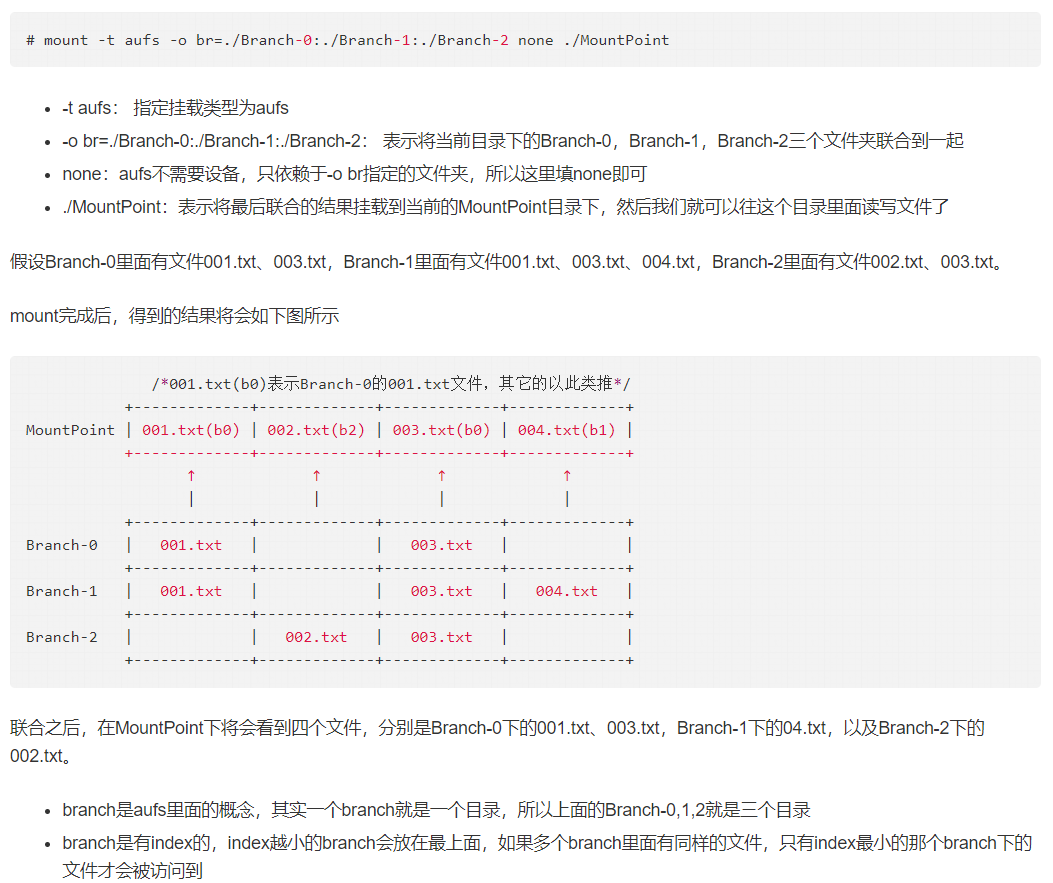 # mount -t aufs -o br=./Branch-0:./Branch-1:./Branch-2 none ./MountPoint
• -t aufs： 指定挂载类型为aufs
• -o br=./Branch-0:./Branch-1:./Branch-2： 表示将当前目录下的Branch-0，Branch-1，Branch-2三个文件夹联合到一起
• none：aufs不需要设备，只依赖于-o br指定的文件夹，所以这里填none即可
• ./MountPoint：表示将最后联合的结果挂载到当前的MountPoint目录下，然后我们就可以往这个目录里面读写文件了
假设Branch-0里面有文件001.txt、003.txt，Branch-1里面有文件001.txt、003.txt、004.txt，Branch-2里面有文件002.txt、003.txt。
mount完成后，得到的结果将会如下图所示
/*001.txt(b0)表示Branch-0的001.txt文件，其它的以此类推*/
+-------------+-------------+-------------+-------------+
MountPoint | 001.txt(b0) | 002.txt(b2) | 003.txt(b0) | 004.txt(b1) |
+-------------+-------------+-------------+-------------+
↑ ↑ ↑ ↑
| | | |
+-------------+-------------+-------------+-------------+
Branch-0 | 001.txt | | 003.txt | |
+-------------+-------------+-------------+-------------+
Branch-1 | 001.txt | | 003.txt | 004.txt |
+-------------+-------------+-------------+-------------+
Branch-2 | | 002.txt | 003.txt | |
+-------------+-------------+-------------+-------------+
联合之后，在MountPoint下将会看到四个文件，分别是Branch-0下的001.txt、003.txt，Branch-1下的04.txt，以及Branch-2下的
002.txt。
• branch是aufs里面的概念，其实一个branch就是一个目录，所以上面的Branch-0,1,2就是三个目录
• branch是有index的，index越小的branch会放在最上面，如果多个branch里面有同样的文件，只有index最小的那个branch下的
文件才会被访问到